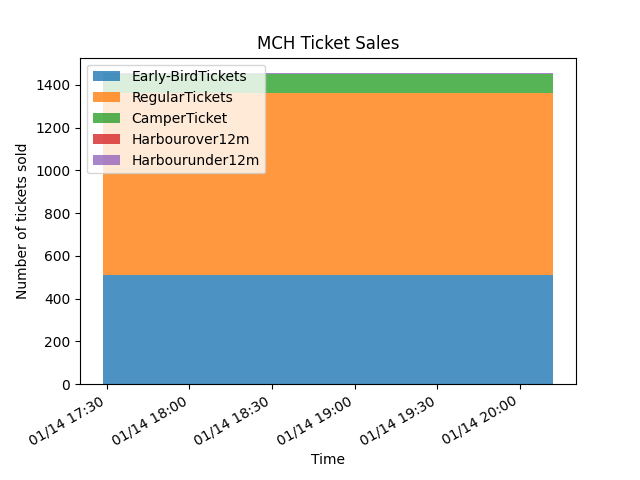 MCH Ticket Sales
Early-BirdTickets
RegularTickets
CamperTicket
Harbourover12m
Harbourunder12m
Number of tickets sold
1400
1200
1000
800
600
400
200
0
01/14 17:30
01/14 18:00
01/14 18:30
01/14 19:00
01/14 19:30
01/14 20:00
Time